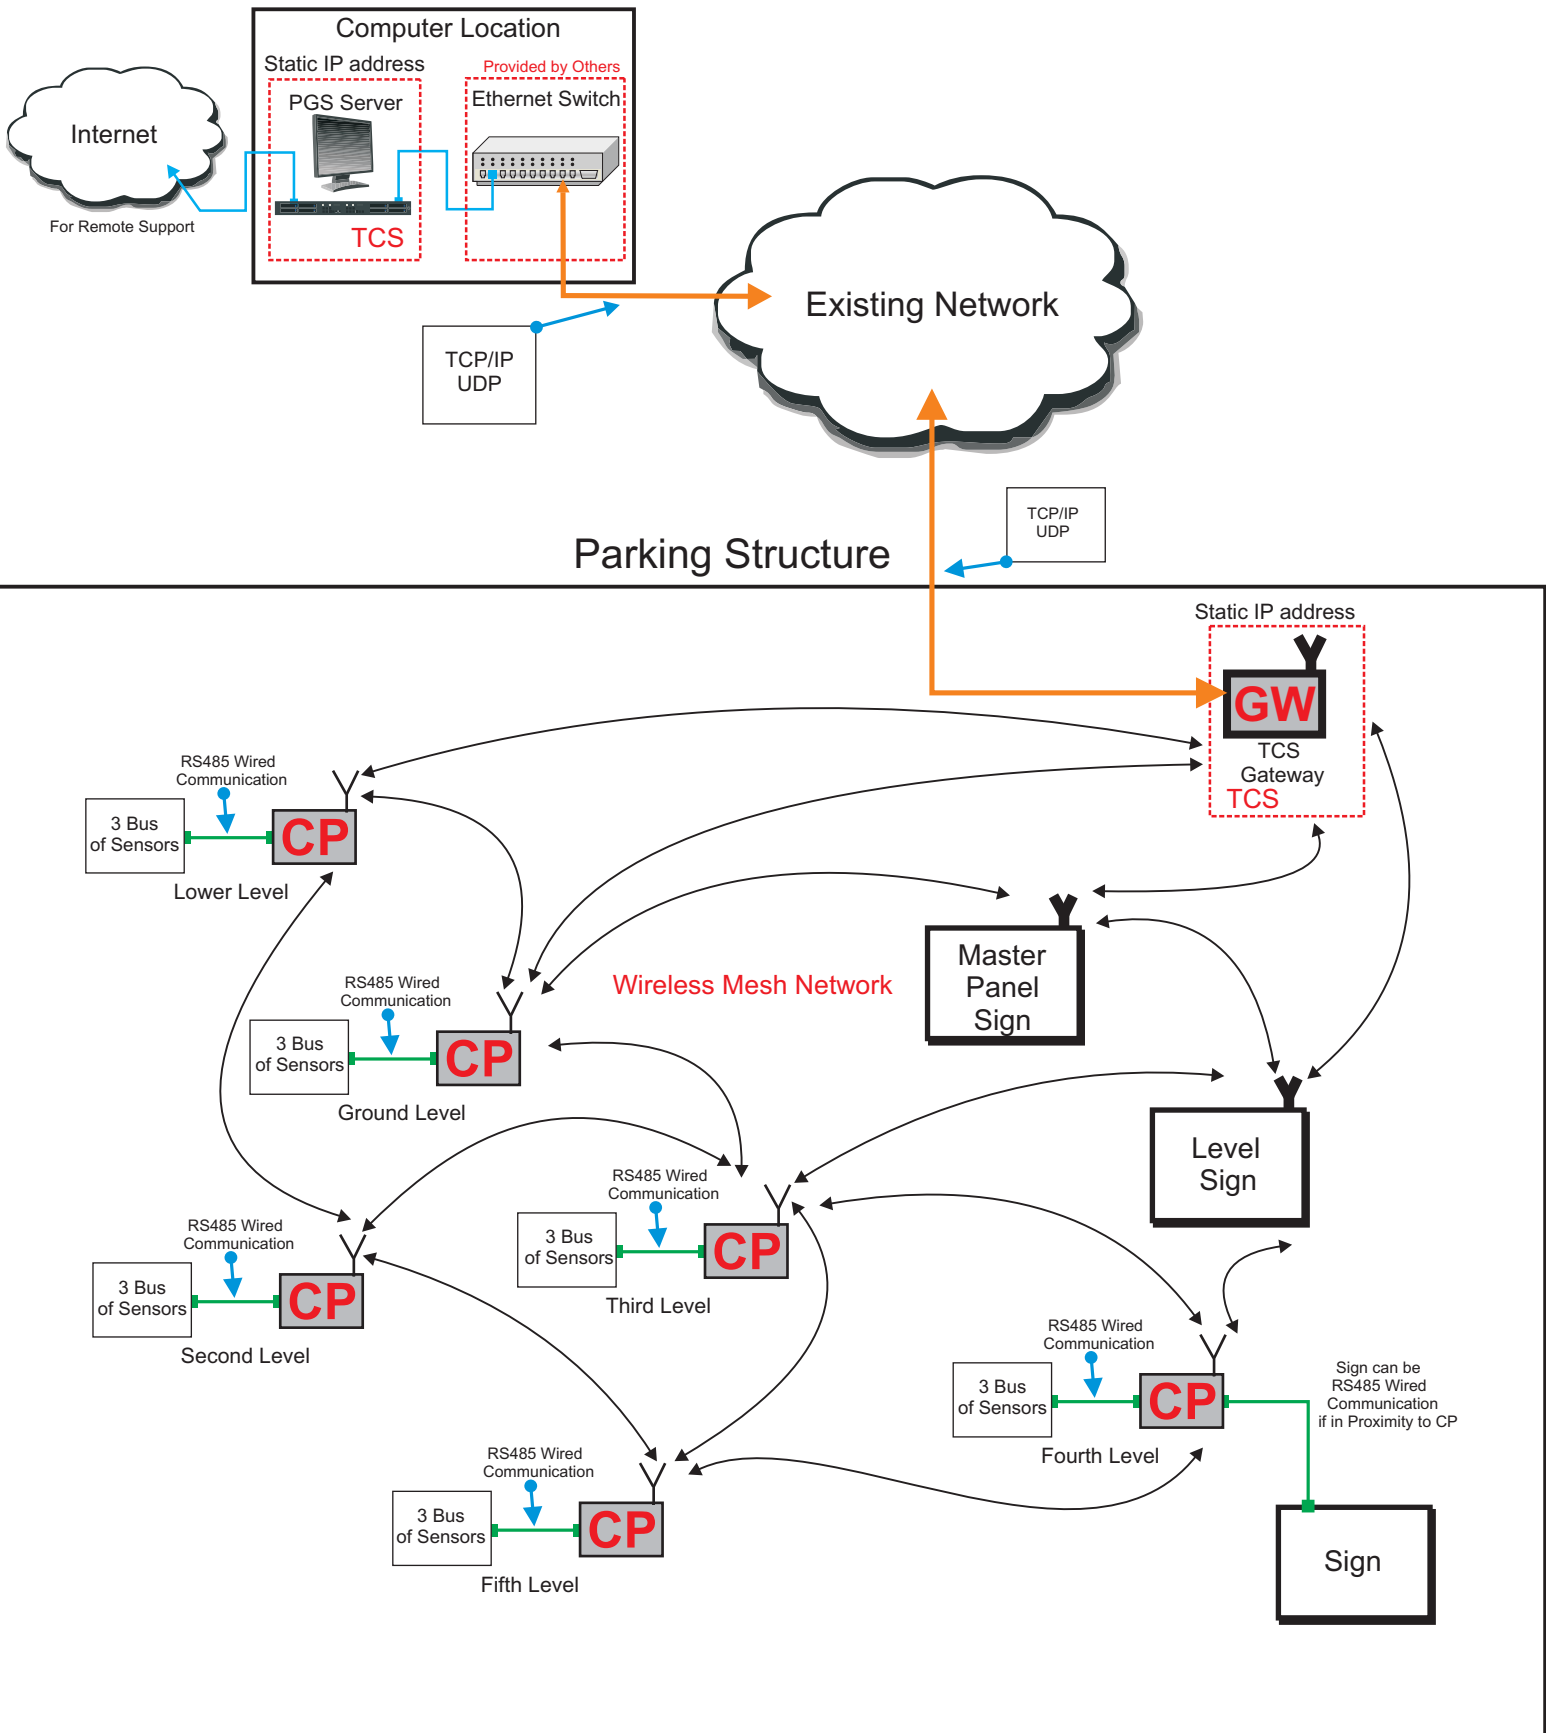 Computer Location
Static IP address
Provided by Others
PGS Server
Ethernet Switch
Internet
TCS
For Remote Support
Existing Network
TCP/IP
UDP
TCP/IP
UDP
Parking Structure
Static IP address
GW
TCS
Gateway
TCS
RS485 Wired
Communication
3 Bus
of Sensors
CP
Lower Level
Master
Panel
Sign
Wireless Mesh Network
RS485 Wired
Communication
3 Bus
of Sensors
CP
Ground Level
Level
Sign
RS485 Wired
Communication
3 Bus
of Sensors
CP
Third Level
RS485 Wired
Communication
3 Bus
of Sensors
CP
Second Level
RS485 Wired
Communication
3 Bus
of Sensors
CP
Fourth Level
Sign can be
RS485 Wired
Communication
if in Proximity to CP
RS485 Wired
Communication
3 Bus
of Sensors
CP
Fifth Level
Sign